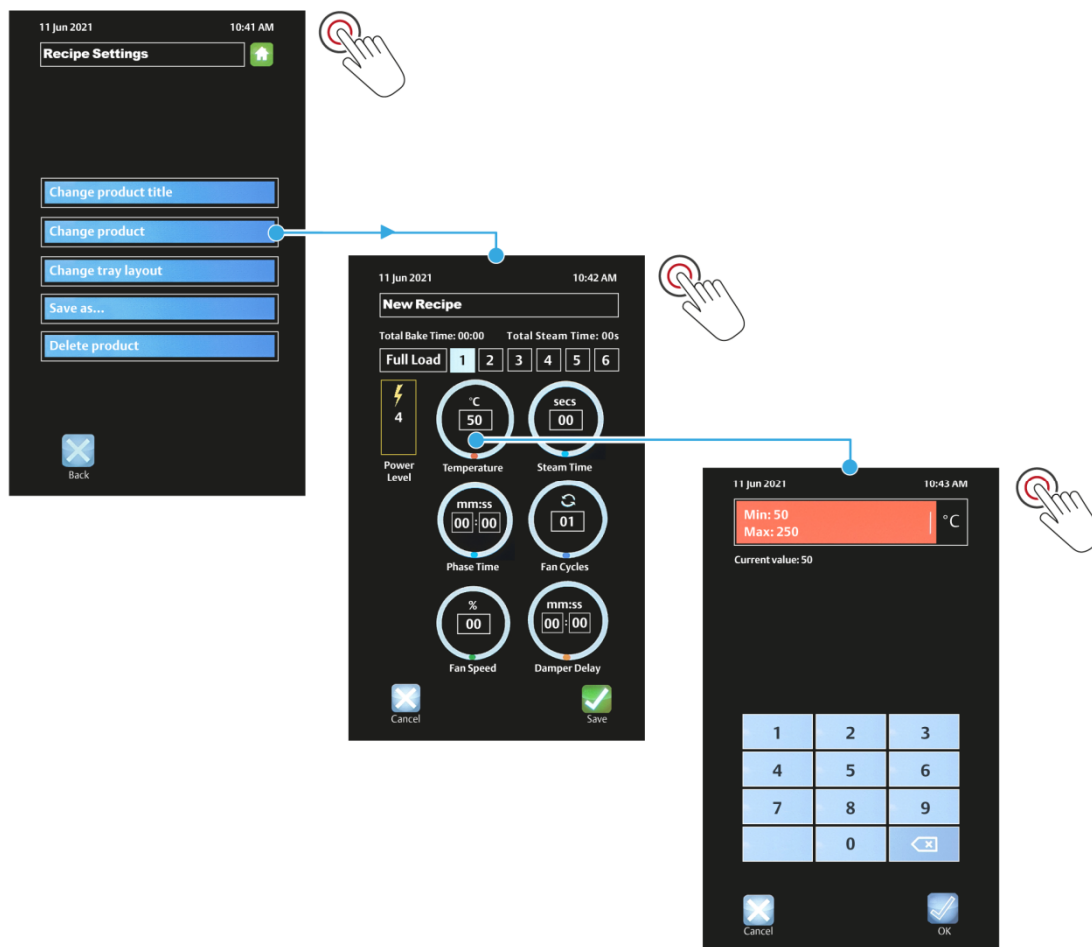 11 Jun 2021 10:41 AM
Recipe Settings
Change product title
Change product
Change tray layout
Save as...
Delete product
Back
11 Jun 2021 10:42 AM
New Recipe
Total Bake Time: 00:00 Total Steam Time: 00s
Full Load 1 2 3 4 5 6
4
Power
Level
°C
50
Temperature
secs
00
Steam Time
mm:ss
00:00
Phase Time
01
Fan Cycles
%
00
Fan Speed
mm:ss
00:00
Damper Delay
Cancel Save
11 Jun 2021 10:43 AM
Min: 50
Max: 250
°C
Current value: 50
1 2 3
4 5 6
7 8 9
0
Cancel OK